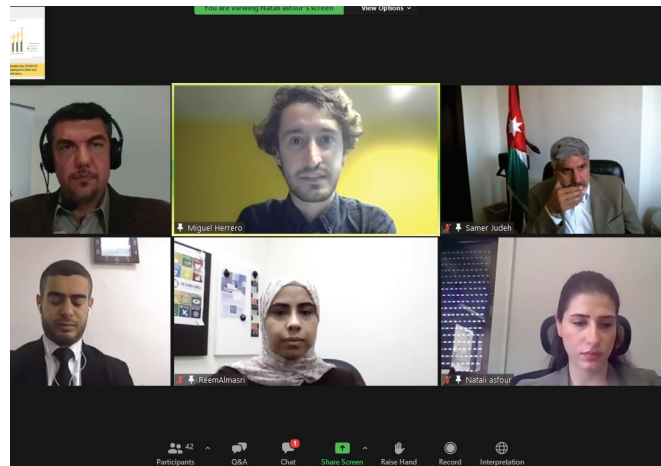 You are viewing Natali asfour's screen
View Options
Miguel Herrero
Samer Judeh
ReemAlmasri
Natali asfour
42
1
Participants
Q&A
Chat
Share Screen
Raise Hand
Record
Interpretation